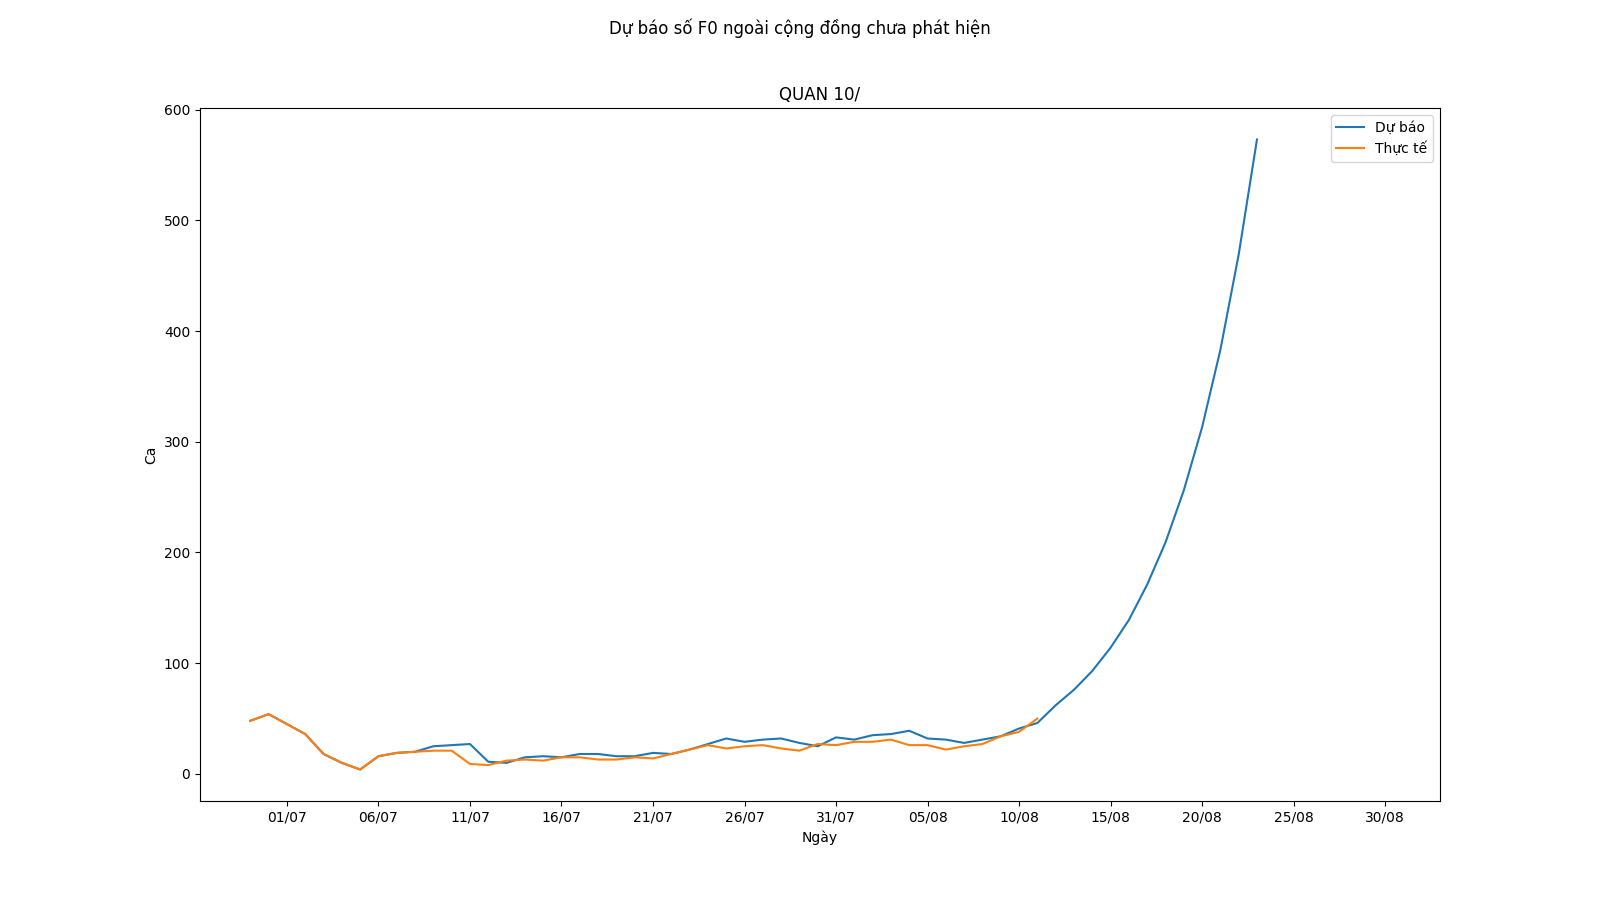 Dự báo số F0 ngoài cộng đồng chưa phát hiện
QUAN 10/
600
500
400
300
200
100
0
Ca
Dự báo
Thực tế
01/07 06/07 11/07 16/07 21/07 26/07 31/07 05/08 10/08 15/08 20/08 25/08 30/08
Ngày